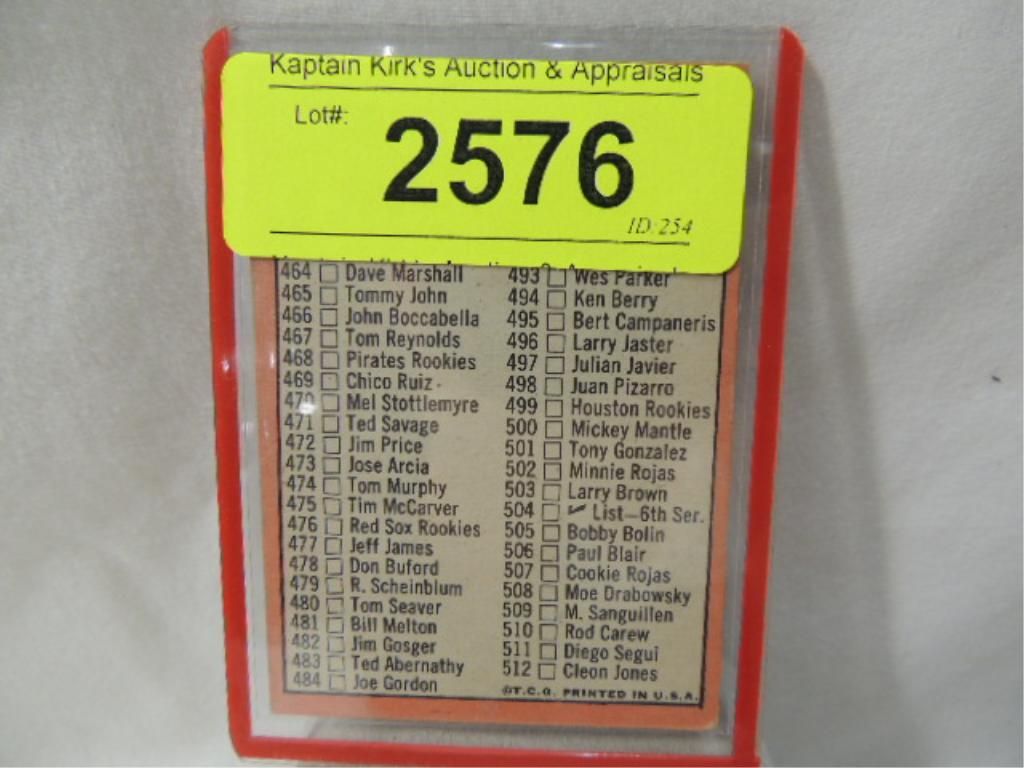 Kaptain Kirk's Auction & Appraisals
Lot#:
2576
ID:254
464 Dave Marshall
465 Tommy John
466 John Boccabella
467 Tom Reynolds
468 Pirates Rookies
469 Chico Ruiz
470 Mel Stottlemyre
471 Ted Savage
472 Jim Price
473 Jose Arcia
474 Tom Murphy
475 Tim McCarver
476 Red Sox Rookies
477 Jeff James
478 Don Buford
479 R. Scheinblum
480 Tom Seaver
481 Bill Melton
482 Jim Gosger
483 Ted Abernathy
484 Joe Gordon
493 Wes Parker
494 Ken Berry
495 Bert Campaneris
496 Larry Jaster
497 Julian Javier
498 Juan Pizarro
499 Houston Rookies
500 Mickey Mantle
501 Tony Gonzalez
502 Minnie Rojas
503 Larry Brown
504 ✔ List—6th Ser.
505 Bobby Bolin
506 Paul Blair
507 Cookie Rojas
508 Moe Drabowsky
509 M. Sanguillen
510 Rod Carew
511 Diego Segui
512 Cleon Jones
©T.C.G. PRINTED IN U.S.A.